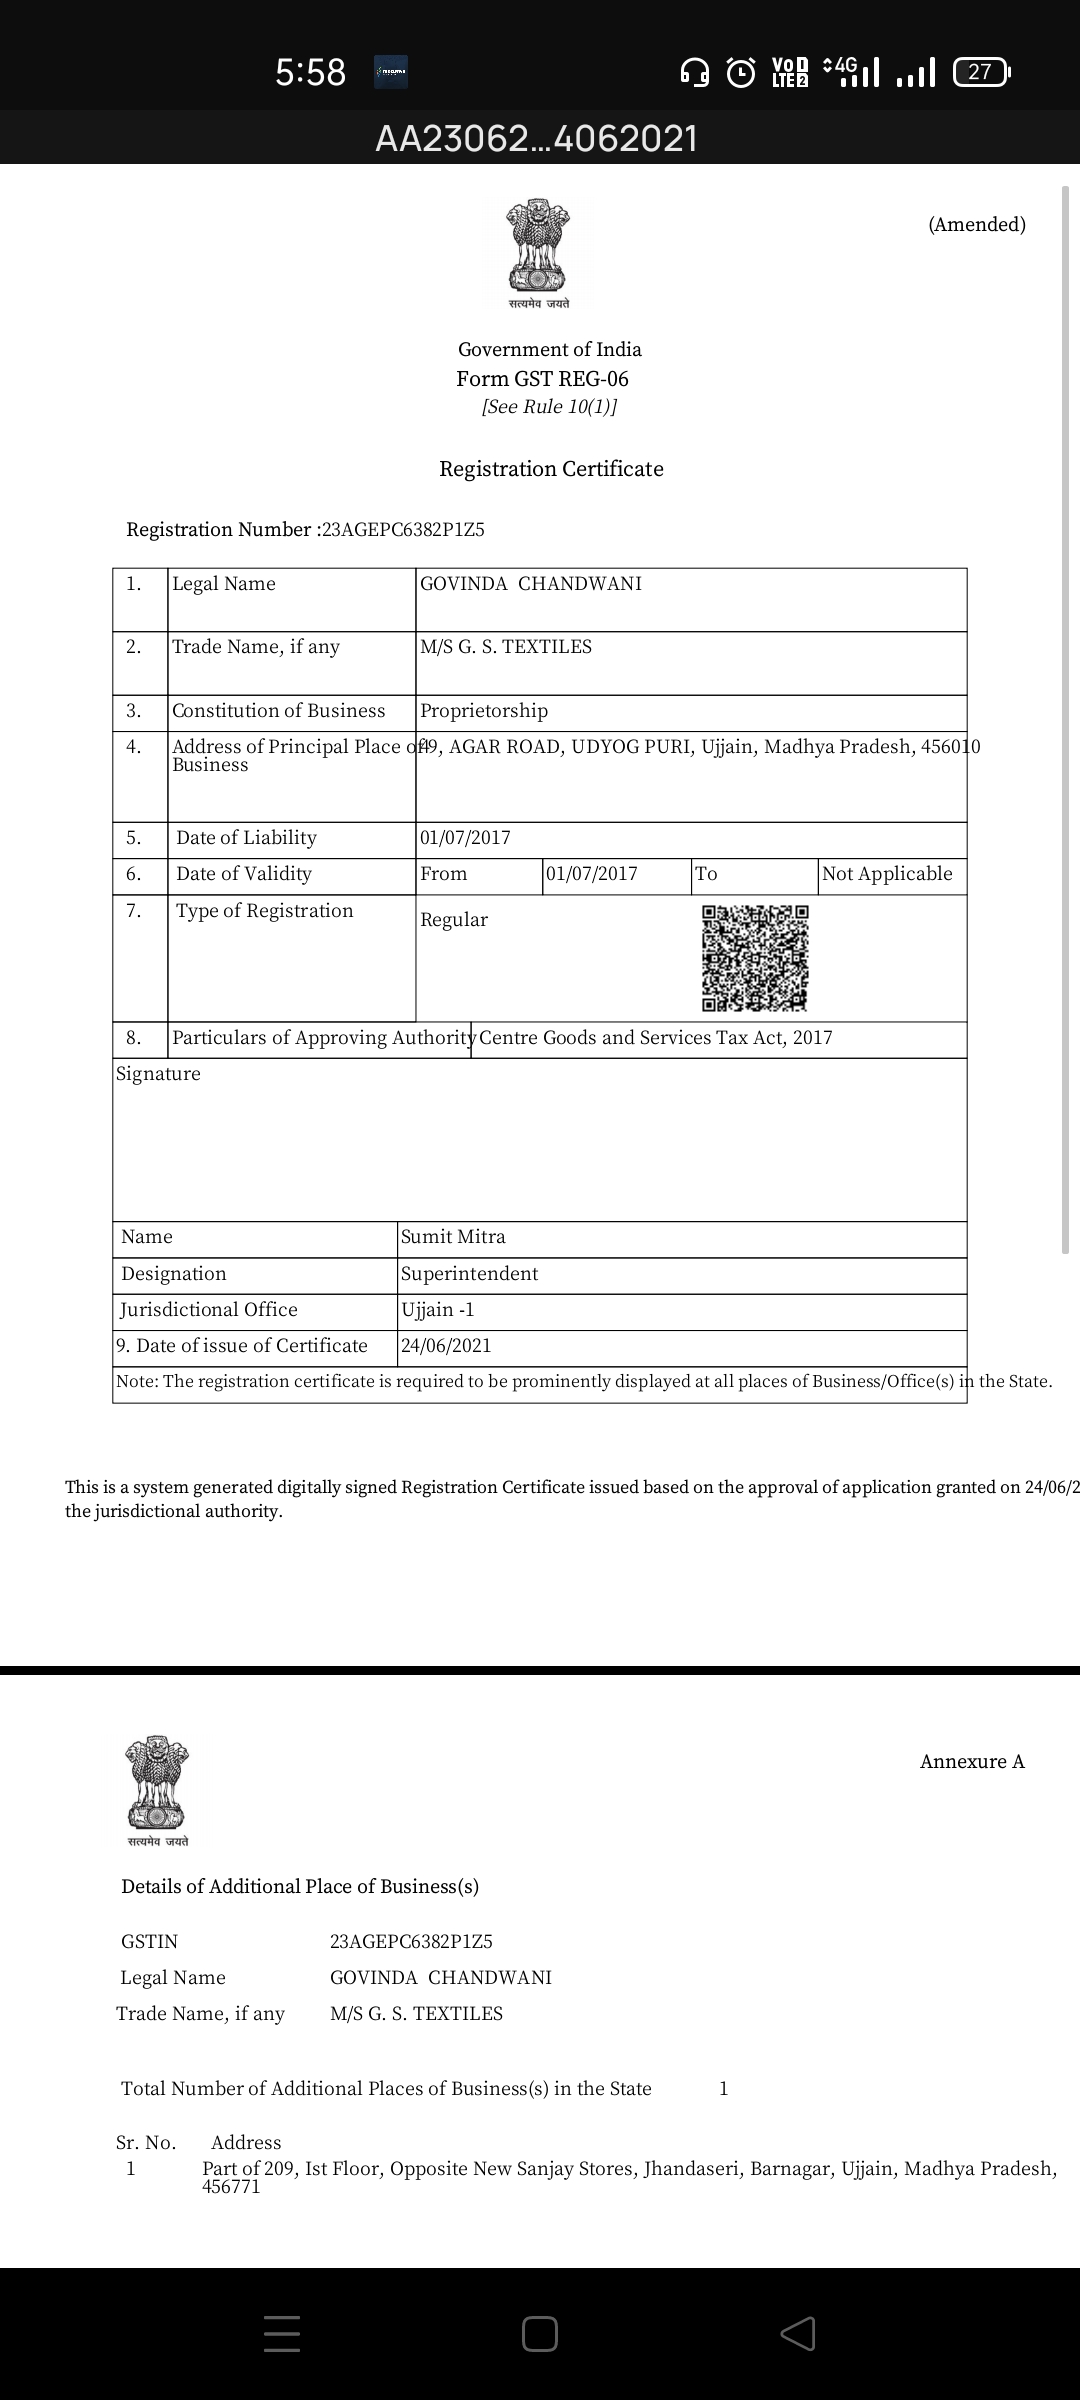 5:58
VoD LTE 2 4G 27
AA23062...4062021
(Amended)
सत्यमेव जयते
Government of India
Form GST REG-06
[See Rule 10(1)]
Registration Certificate
Registration Number :23AGEPC6382P1Z5
1. Legal Name GOVINDA CHANDWANI
2. Trade Name, if any M/S G. S. TEXTILES
3. Constitution of Business Proprietorship
4. Address of Principal Place of 49, AGAR ROAD, UDYOG PURI, Ujjain, Madhya Pradesh, 456010
Business
5. Date of Liability 01/07/2017
6. Date of Validity From 01/07/2017 To Not Applicable
7. Type of Registration Regular
8. Particulars of Approving Authority Centre Goods and Services Tax Act, 2017
Signature
Name Sumit Mitra
Designation Superintendent
Jurisdictional Office Ujjain -1
9. Date of issue of Certificate 24/06/2021
Note: The registration certificate is required to be prominently displayed at all places of Business/Office(s) in the State.
This is a system generated digitally signed Registration Certificate issued based on the approval of application granted on 24/06/2
the jurisdictional authority.
Annexure A
सत्यमेव जयते
Details of Additional Place of Business(s)
GSTIN 23AGEPC6382P1Z5
Legal Name GOVINDA CHANDWANI
Trade Name, if any M/S G. S. TEXTILES
Total Number of Additional Places of Business(s) in the State 1
Sr. No. Address
1 Part of 209, Ist Floor, Opposite New Sanjay Stores, Jhandaseri, Barnagar, Ujjain, Madhya Pradesh,
456771